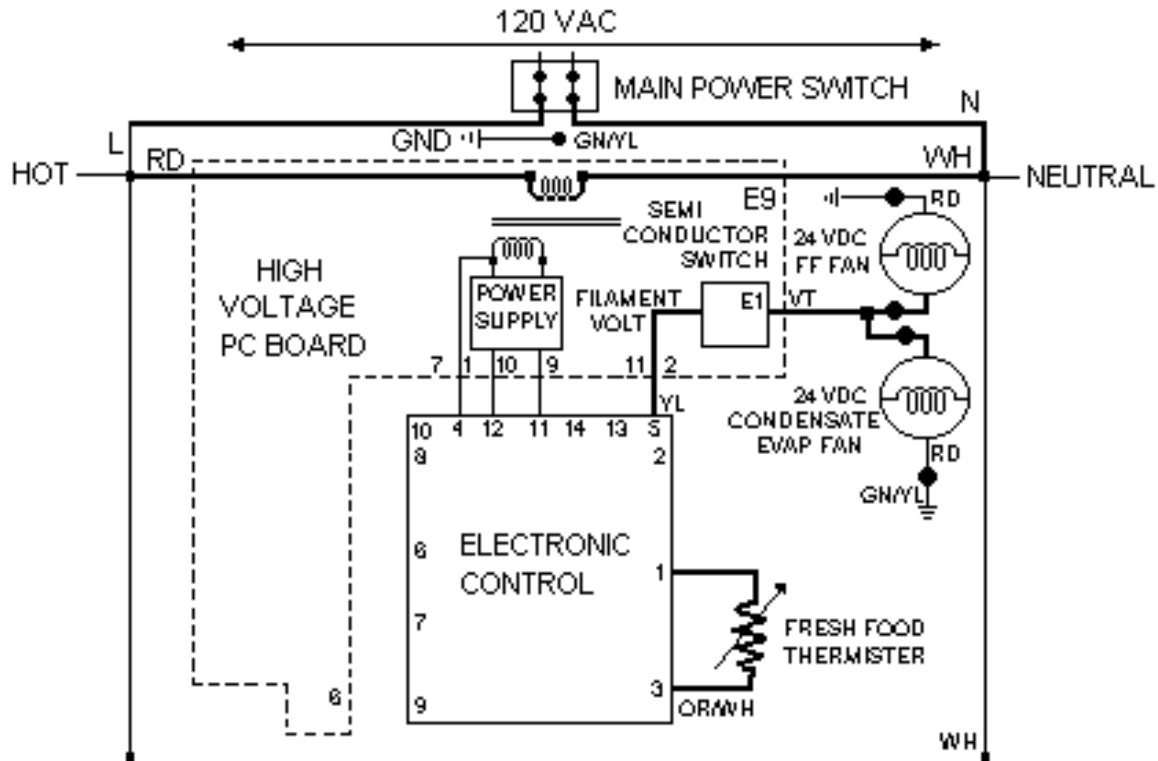 120 VAC
MAIN POWER SWITCH
N
L
GND
GN/YL
RD
WH
HOT
NEUTRAL
E9
RD
SEMI
CONDUCTOR
SWITCH
24 VDC
FF FAN
HIGH
VOLTAGE
PC BOARD
POWER
SUPPLY
FILAMENT
VOLT
E1
VT
7 1 10 9 11 2
24 VDC
CONDENSATE
EVAP FAN
YL
RD
GN/YL
10 4 12 11 14 13 5
8
2
6
ELECTRONIC
CONTROL
1
7
FRESH FOOD
THERMISTER
6
9
3
OR/WH
WH